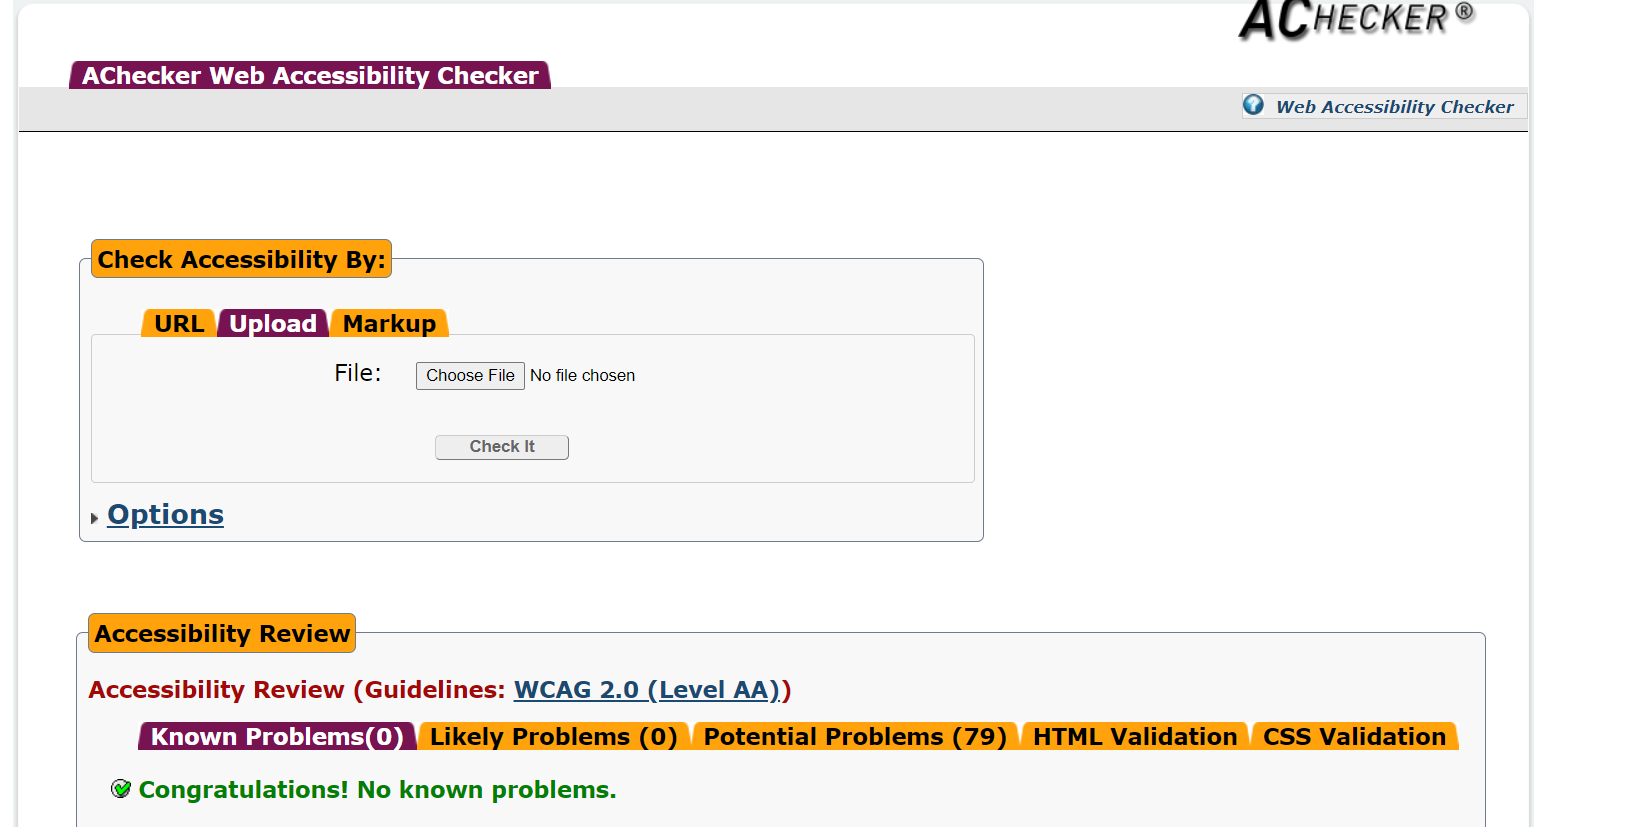 ACHECKER®
AChecker Web Accessibility Checker
Web Accessibility Checker
Check Accessibility By:
URL Upload Markup
File: Choose File No file chosen
Check It
Options
Accessibility Review
Accessibility Review (Guidelines: WCAG 2.0 (Level AA))
Known Problems(0) Likely Problems (0) Potential Problems (79) HTML Validation CSS Validation
Congratulations! No known problems.